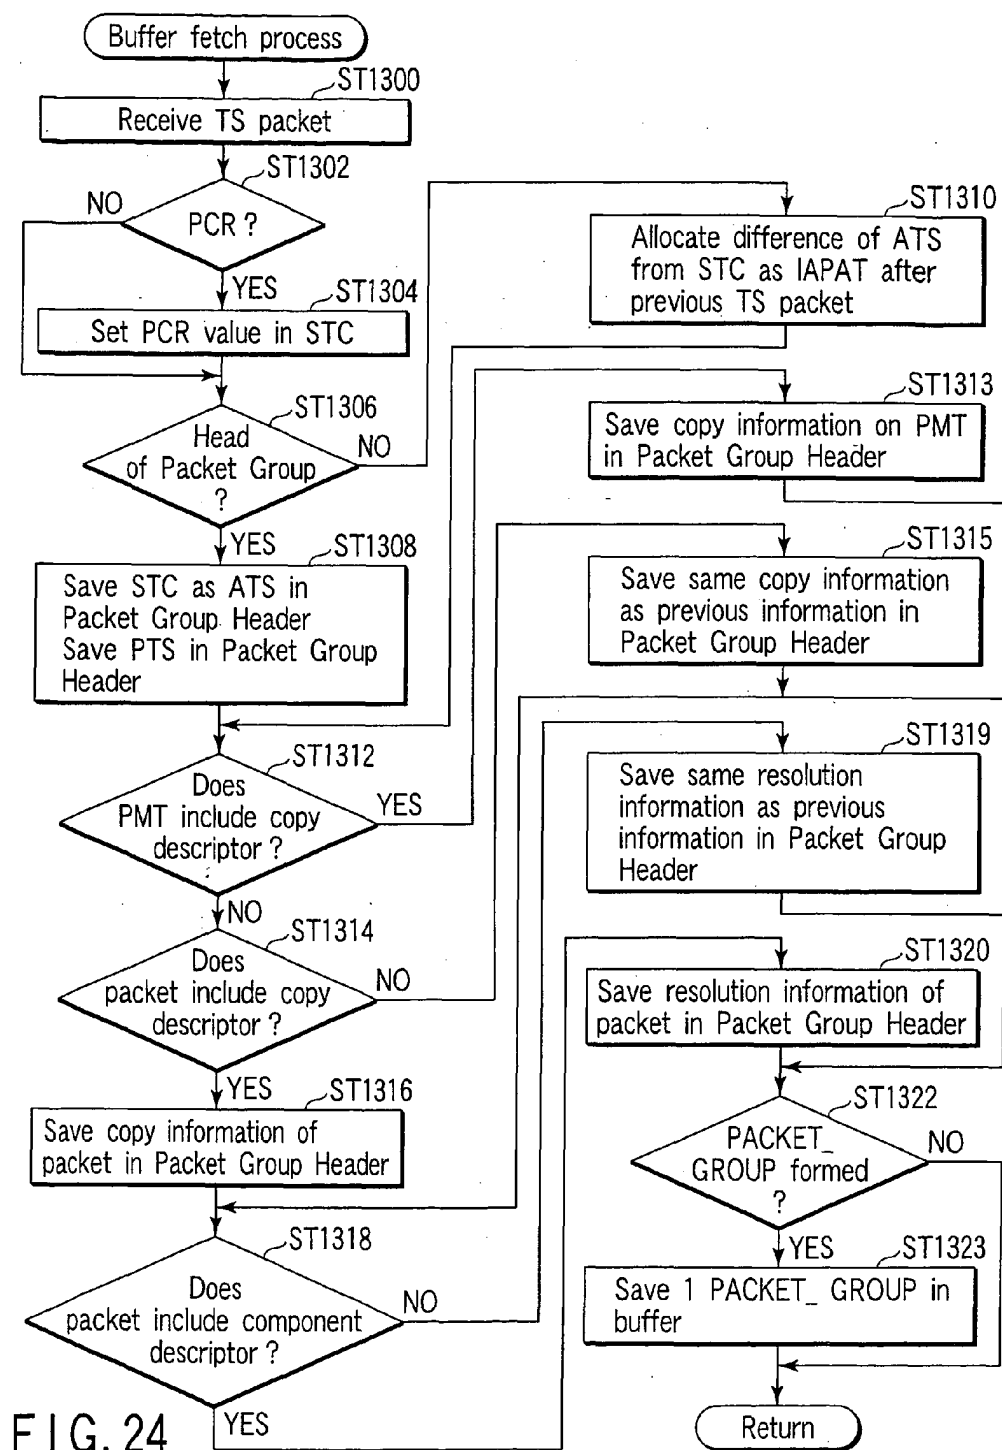 Buffer fetch process
ST1300
Receive TS packet
ST1302
NO
PCR ?
YES
ST1304
Set PCR value in STC
ST1306
Head
of Packet Group
?
NO
YES
ST1308
Save STC as ATS in
Packet Group Header
Save PTS in Packet Group
Header
ST1312
Does
PMT include copy
descriptor ?
YES
NO
ST1314
Does
packet include copy
descriptor ?
NO
YES
ST1316
Save copy information of
packet in Packet Group Header
ST1318
Does
packet include component
descriptor ?
NO
YES
ST1310
Allocate difference of ATS
from STC as IAPAT after
previous TS packet
ST1313
Save copy information on PMT
in Packet Group Header
ST1315
Save same copy information
as previous information in
Packet Group Header
ST1319
Save same resolution
information as previous
information in Packet Group
Header
ST1320
Save resolution information of
packet in Packet Group Header
ST1322
PACKET_
GROUP formed
?
NO
YES
ST1323
Save 1 PACKET_ GROUP in
buffer
Return
FIG. 24